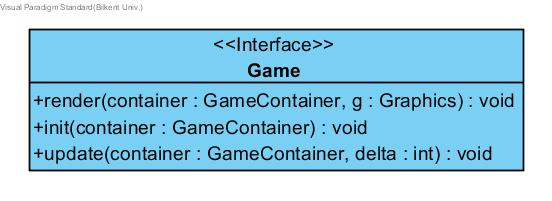 Visual Paradigm Standard(Bilkent Univ.)
<<Interface>>
Game
+render(container : GameContainer, g : Graphics) : void
+init(container : GameContainer) : void
+update(container : GameContainer, delta : int) : void